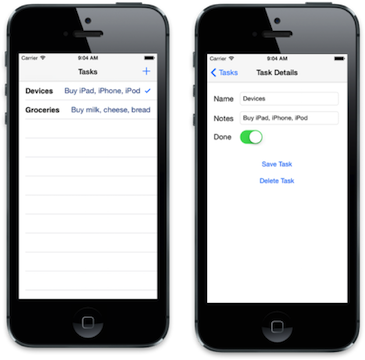 Carrier 9:04 AM
Tasks +
Devices Buy iPad, iPhone, iPod
Groceries Buy milk, cheese, bread
Carrier 9:04 AM
Tasks Task Details
Name Devices
Notes Buy iPad, iPhone, iPod
Done
Save Task
Delete Task